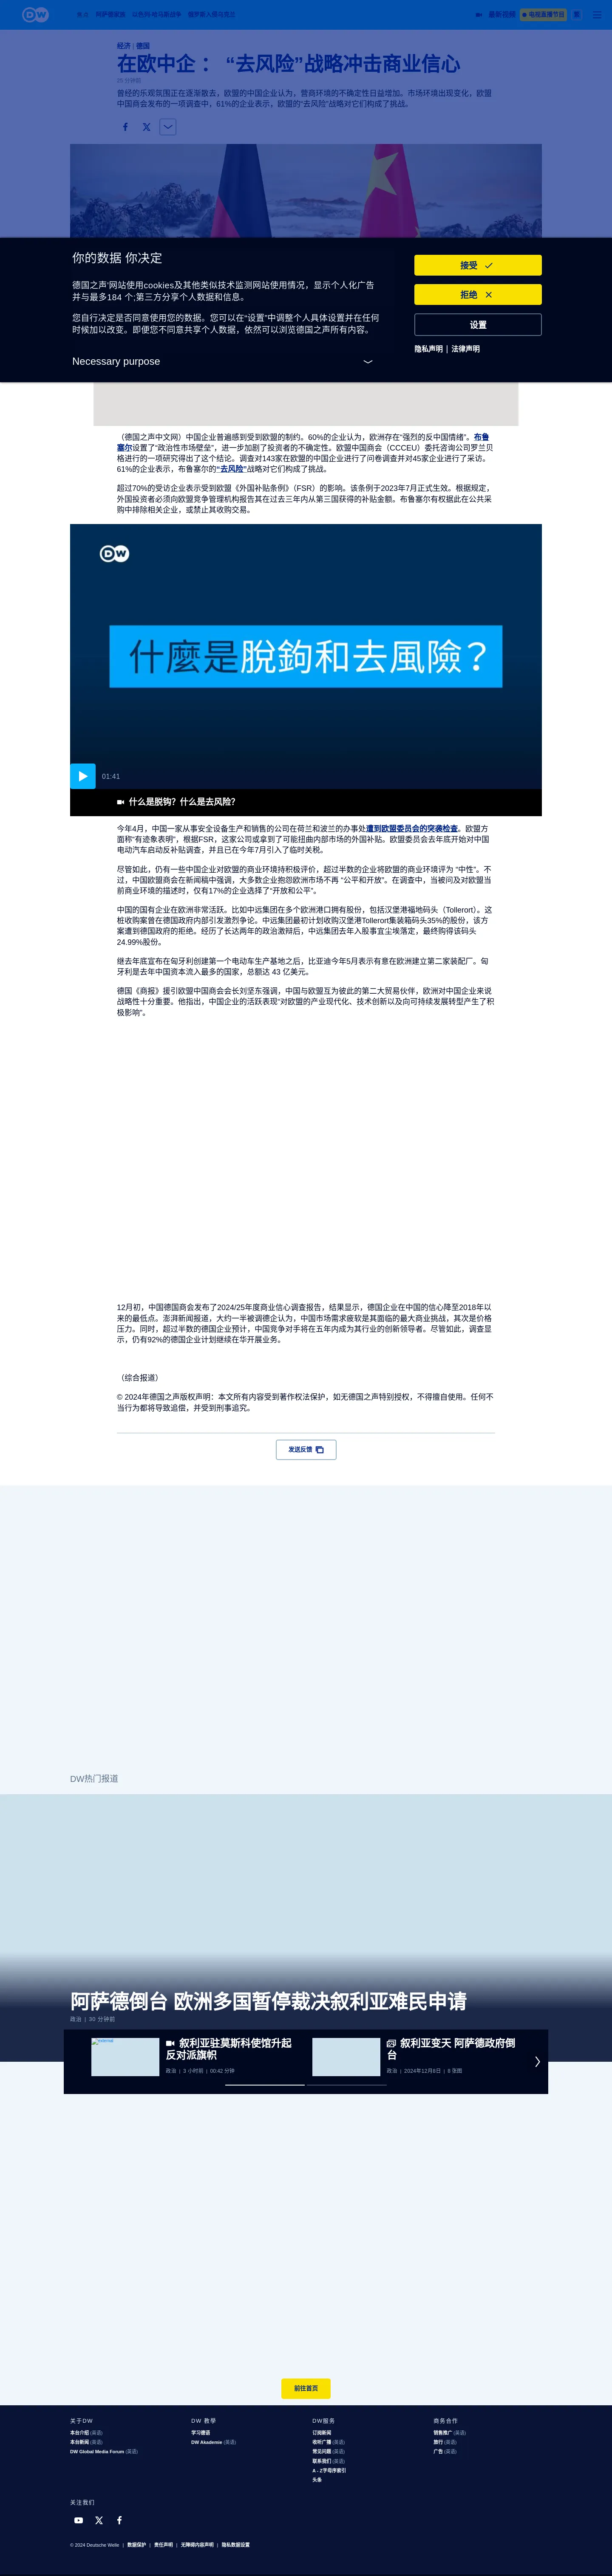 DW
政治
阿萨德家族
以色列-哈马斯战争
俄罗斯入侵乌克兰
最新视频
电视直播节目
经济 | 德国
在欧中企： “去风险”战略冲击商业信心
曾经的乐观氛围正在逐渐散去，欧盟的中国企业认为，营商环境的不确定性日益增加。市场环境出现变化，欧盟
中国商会发布的一项调查中，61%的企业表示，欧盟的“去风险”战略对它们构成了挑战。
你的数据 你决定
德国之声'网站使用cookies及其他类似技术监测网站使用情况，显示个人化广告
并与最多184 个;第三方分享个人数据和信息。
您自行决定是否同意使用您的数据。您可以在“设置”中调整个人具体设置并在任何
时候加以改变。即便您不同意共享个人数据，依然可以浏览德国之声所有内容。
Necessary purpose
接受
拒绝
设置
隐私声明 | 法律声明
（德国之声中文网）中国企业普遍感到受到欧盟的制约。60%的企业认为，欧洲存在“强烈的反中国情绪”。布鲁
塞尔设置了“政治性市场壁垒”，进一步加剧了投资者的不确定性。欧盟中国商会（CCCEU）委托咨询公司罗兰贝
格进行的一项研究得出了这个结论。调查对143家在欧盟的中国企业进行了问卷调查并对45家企业进行了采访。
61%的企业表示，布鲁塞尔的“去风险”战略对它们构成了挑战。
超过70%的受访企业表示受到欧盟《外国补贴条例》（FSR）的影响。该条例于2023年7月正式生效。根据规定，
外国投资者必须向欧盟竞争管理机构报告其在过去三年内从第三国获得的补贴金额。布鲁塞尔有权据此在公共采
购中排除相关企业，或禁止其收购交易。
DW
什麼是脫鉤和去風險？
01:41
什么是脱钩？什么是去风险?
今年4月，中国一家从事安全设备生产和销售的公司在荷兰和波兰的办事处遭到欧盟委员会的突袭检查。欧盟方
面称“有迹象表明”，根据FSR，这家公司或拿到了可能扭曲内部市场的外国补贴。欧盟委员会去年底开始对中国
电动汽车启动反补贴调查，并且已在今年7月引入了临时关税。
尽管如此，仍有一些中国企业对欧盟的商业环境持积极评价，超过半数的企业将欧盟的商业环境评为 “中性”。不
过，中国驻欧盟商会在新闻稿中强调，大多数企业抱怨欧洲市场不再 “公平和开放”。在调查中，当被问及对欧盟当
前商业环境的描述时，仅有17%的企业选择了“开放和公平”。
中国的国有企业在欧洲非常活跃。比如中远集团在多个欧洲港口拥有股份，包括汉堡港福地码头（Tollerort）。这
桩收购案曾在德国政府内部引发激烈争论。中远集团最初计划收购汉堡港Tollerort集装箱码头35%的股份，该方
案遭到德国政府的拒绝。经历了长达两年的政治激辩后，中远集团去年入股事宜尘埃落定，最终购得该码头
24.99%股份。
继去年底宣布在匈牙利创建第一个电动车生产基地之后，比亚迪今年5月表示有意在欧洲建立第二家装配厂。匈
牙利是去年中国资本流入最多的国家，总额达 43 亿美元。
德国《商报》援引欧盟中国商会会长刘坚东强调，中国与欧盟互为彼此的第二大贸易伙伴，欧洲对中国企业来说
战略性十分重要。他指出，中国企业的活跃表现“对欧盟的产业现代化、技术创新以及向可持续发展转型产生了积
极影响”。
12月初，中国德国商会发布了2024/25年度商业信心调查报告，结果显示，德国企业在中国的信心降至2018年以
来的最低点。澎湃新闻报道，大约一半被调德企认为，中国市场需求疲软是其面临的最大商业挑战，其次是价格
压力。同时，超过半数的德国企业预计，中国竞争对手将在五年内成为其行业的创新领导者。尽管如此，调查显
示，仍有92%的德国企业计划继续在华开展业务。
（综合报道）
© 2024年德国之声版权声明：本文所有内容受到著作权法保护，如无德国之声特别授权，不得擅自使用。任何不
当行为都将导致追偿，并受到刑事追究。
发送反馈
DW热门报道
阿萨德倒台 欧洲多国暂停裁决叙利亚难民申请
政治 | 30 分钟前
external
叙利亚驻莫斯科使馆升起
反对派旗帜
政治 | 3 小时前 | 00:42 分钟
叙利亚变天 阿萨德政府倒
台
政治 | 2024年12月8日 | 8 张图
前往首页
关于DW
本台介绍 (英语)
本台新闻 (英语)
DW Global Media Forum (英语)
DW 教學
学习德语
DW Akademie (英语)
DW服务
订阅新闻
收听广播 (英语)
常见问题 (英语)
联系我们 (英语)
A - Z字母序索引
头条
商务合作
销售推广 (英语)
旅行 (英语)
广告 (英语)
关注我们
© 2024 Deutsche Welle | 数据保护 | 责任声明 | 无障碍内容声明 | 隐私数据设置